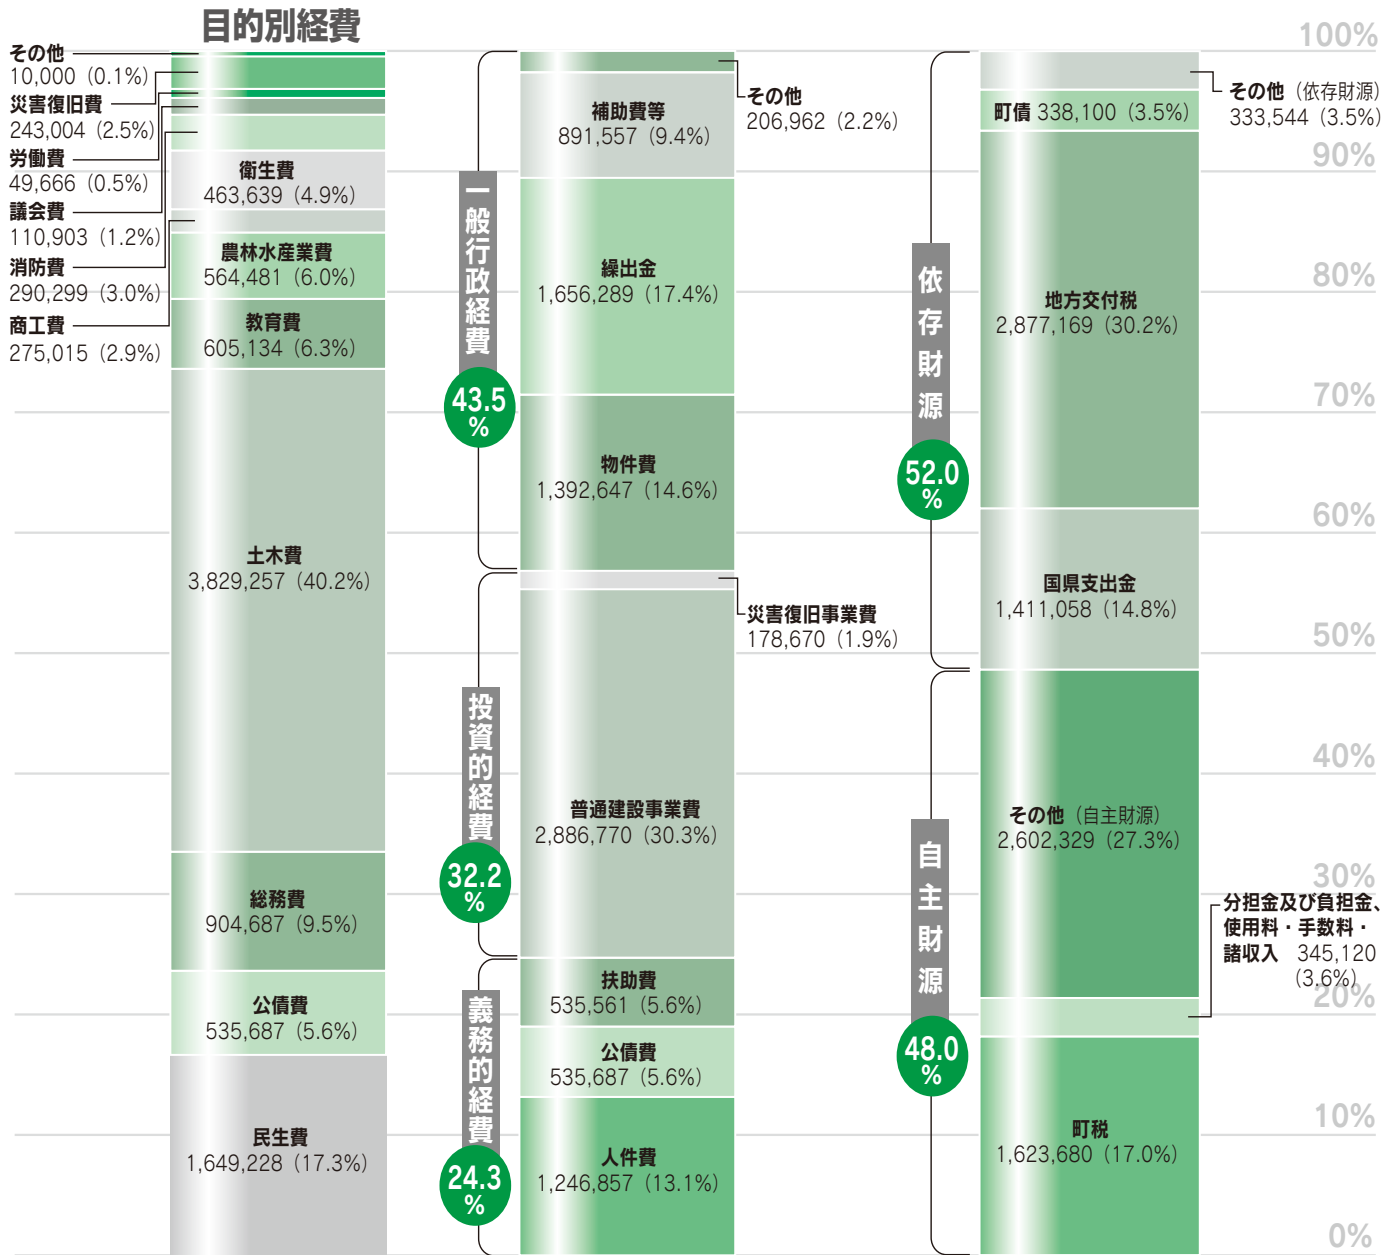 目的別経費
その他
10,000（0.1%）
災害復旧費
243,004（2.5%）
労働費
49,666（0.5%）
議会費
110,903（1.2%）
消防費
290,299（3.0%）
商工費
275,015（2.9%）
衛生費
463,639（4.9%）
農林水産業費
564,481（6.0%）
教育費
605,134（6.3%）
土木費
3,829,257（40.2%）
総務費
904,687（9.5%）
公債費
535,687（5.6%）
民生費
1,649,228（17.3%）
一般行政経費
43.5
%
投資的経費
32.2
%
義務的経費
24.3
%
その他
206,962（2.2%）
補助費等
891,557（9.4%）
繰出金
1,656,289（17.4%）
物件費
1,392,647（14.6%）
災害復旧事業費
178,670（1.9%）
普通建設事業費
2,886,770（30.3%）
扶助費
535,561（5.6%）
公債費
535,687（5.6%）
人件費
1,246,857（13.1%）
依存財源
52.0
%
自主財源
48.0
%
その他（依存財源）
333,544（3.5%）
町債 338,100（3.5%）
地方交付税
2,877,169（30.2%）
国県支出金
1,411,058（14.8%）
その他（自主財源）
2,602,329（27.3%）
分担金及び負担金、
使用料・手数料・
諸収入 345,120
（3.6%）
町税
1,623,680（17.0%）
100%
90%
80%
70%
60%
50%
40%
30%
20%
10%
0%